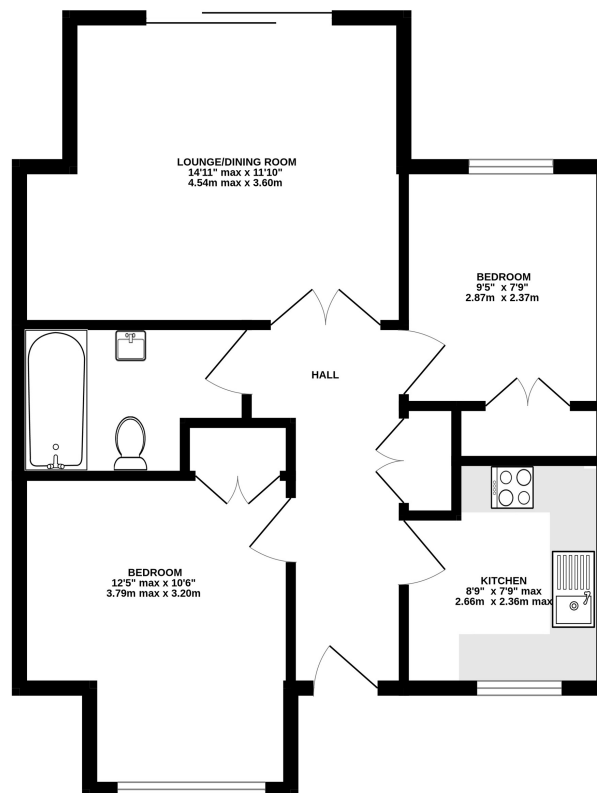 LOUNGE/DINING ROOM
14'11" max x 11'10"
4.54m max x 3.60m
BEDROOM
9'5" x 7'9"
2.87m x 2.37m
HALL
BEDROOM
12'5" max x 10'6"
3.79m max x 3.20m
KITCHEN
8'9" x 7'9" max
2.66m x 2.36m max